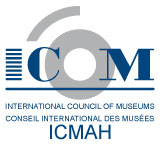 ICOM
INTERNATIONAL COUNCIL OF MUSEUMS
CONSEIL INTERNATIONAL DES MUSÉES
ICMAH